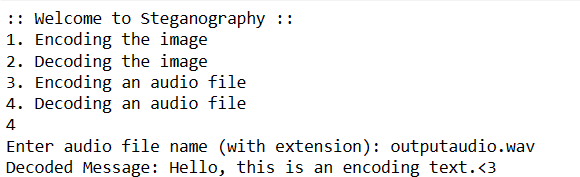 :: Welcome to Steganography ::
1. Encoding the image
2. Decoding the image
3. Encoding an audio file
4. Decoding an audio file
4
Enter audio file name (with extension): outputaudio.wav
Decoded Message: Hello, this is an encoding text.<3